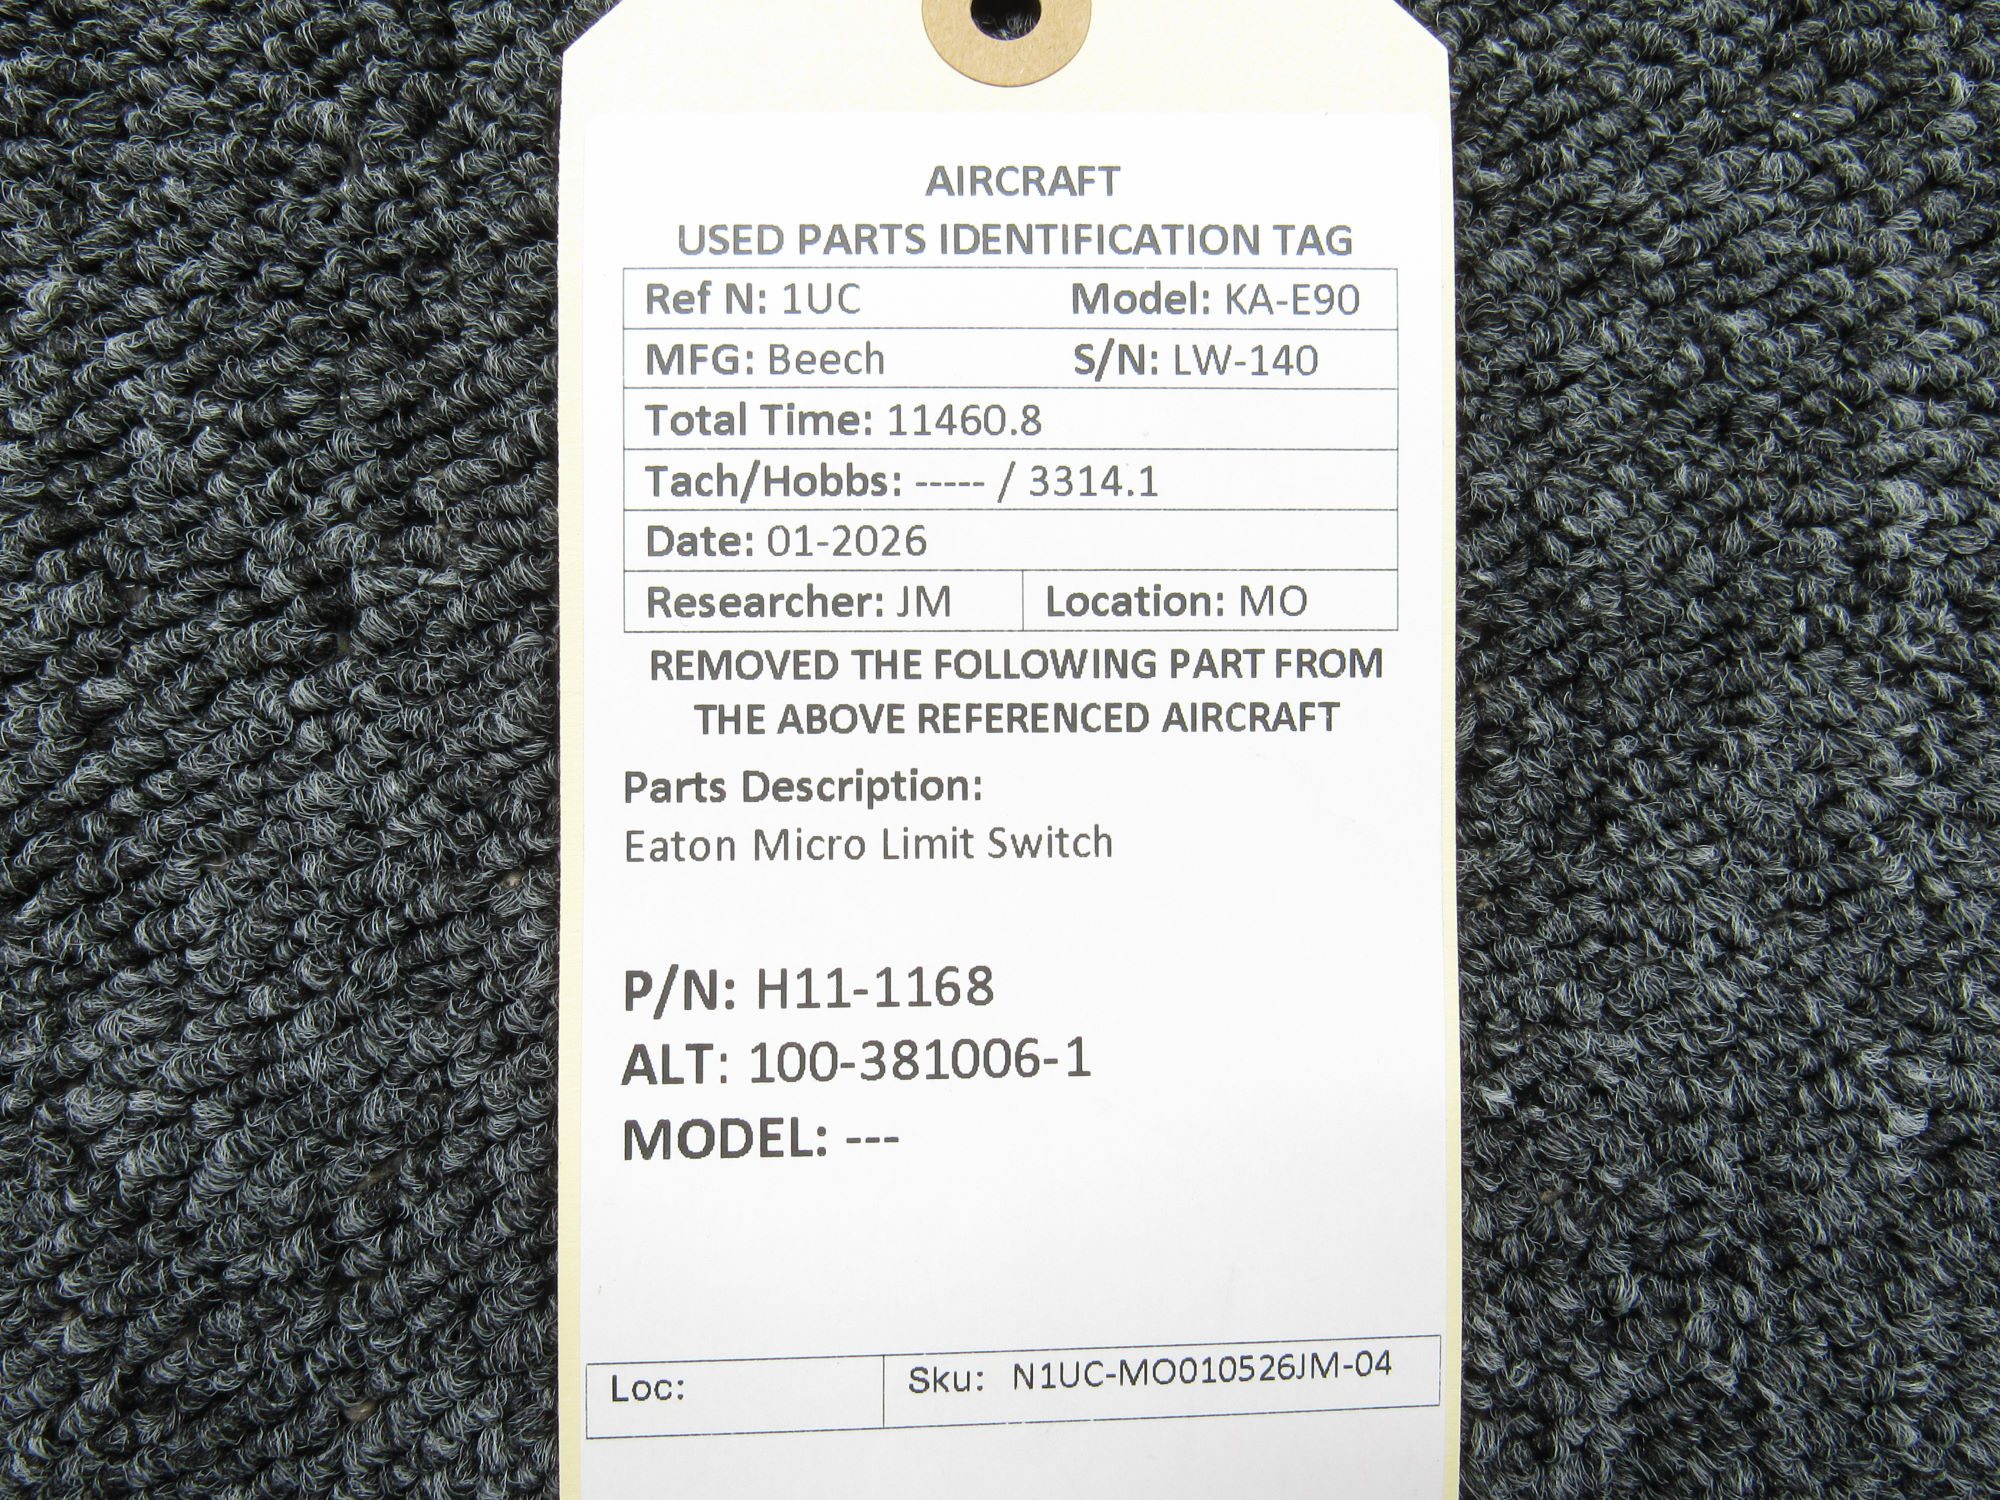 AIRCRAFT
USED PARTS IDENTIFICATION TAG
Ref N: 1UC Model: KA-E90
MFG: Beech S/N: LW-140
Total Time: 11460.8
Tach/Hobbs: ----- / 3314.1
Date: 01-2026
Researcher: JM Location: MO
REMOVED THE FOLLOWING PART FROM
THE ABOVE REFERENCED AIRCRAFT
Parts Description:
Eaton Micro Limit Switch
P/N: H11-1168
ALT: 100-381006-1
MODEL: ---
Loc: Sku: N1UC-MO010526JM-04